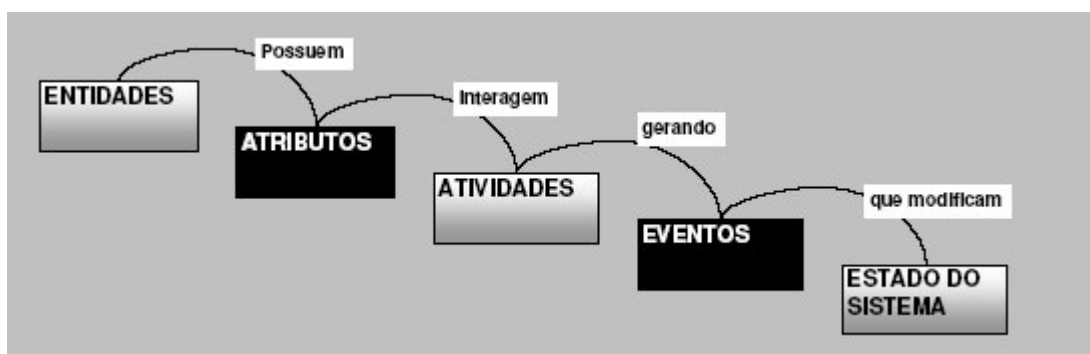 ENTIDADES
Possuem
ATRIBUTOS
Interagem
ATIVIDADES
gerando
EVENTOS
que modificam
ESTADO DO
SISTEMA